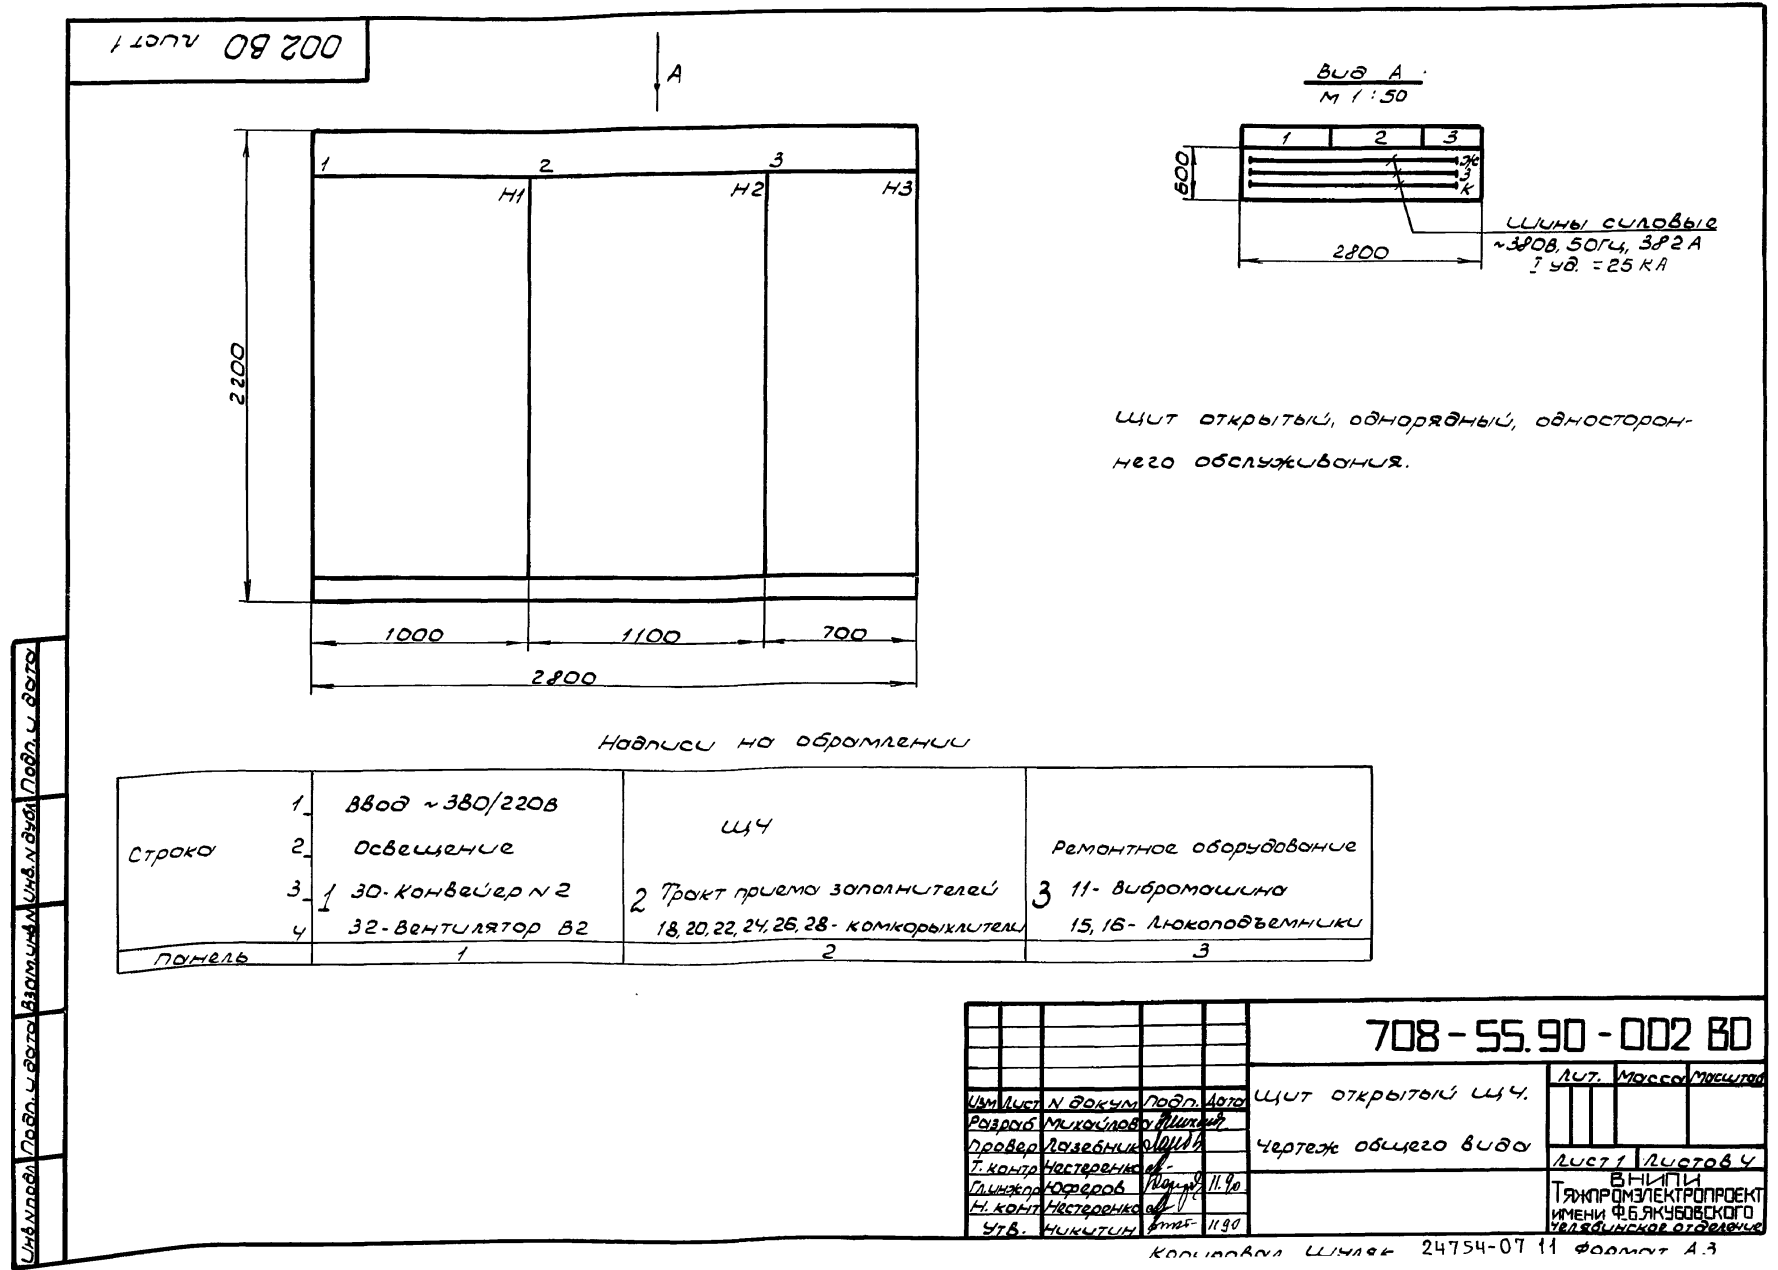 002 ВО лист 1
А
Вид А
М 1:50
1 2 3
1 2 3
Н1 Н2 Н3
600
Ж
З
К
Шины силовые
~380В, 50Гц, 382 А
I уд. = 25 КА
2800
2200
Щит открытый, однорядный, односторон-
него обслуживания.
1000 1100 700
2800
Надписи на обрамлении
Строка
1 Ввод ~380/220В
2 Освещение
3 1 30-Конвейер N 2
4 32-Вентилятор В2
ЩЧ
2 Тракт приема заполнителей
18,20,22,24,26,28- комкорыхлители
Ремонтное оборудование
3 11- Вибромашина
15, 16- Люкоподъемники
Панель 1 2 3
708-55.90-002 ВО
Щит открытый ЩЧ.
Чертеж общего вида
Лит. Масса Масштаб
Лист 1 Листов 4
ВНИПИ
ТЯЖПРОМЭЛЕКТРОПРОЕКТ
ИМЕНИ Ф.Б.ЯКУБОВСКОГО
Челябинское отделение
Изм Лист N докум Подп. Дата
Разраб Михайлова
Провер Лазебник
Т. контр Нестеренко
Гл.инж.пр Юферов 11.90
Н. конт Нестеренко
Утв. Никитин 11.90
Копировал Шуляк 24754-07 11 Формат А.3
Инв.N подл Подп. и дата Взам.инв.N Инв.N дубл Подп. и дата